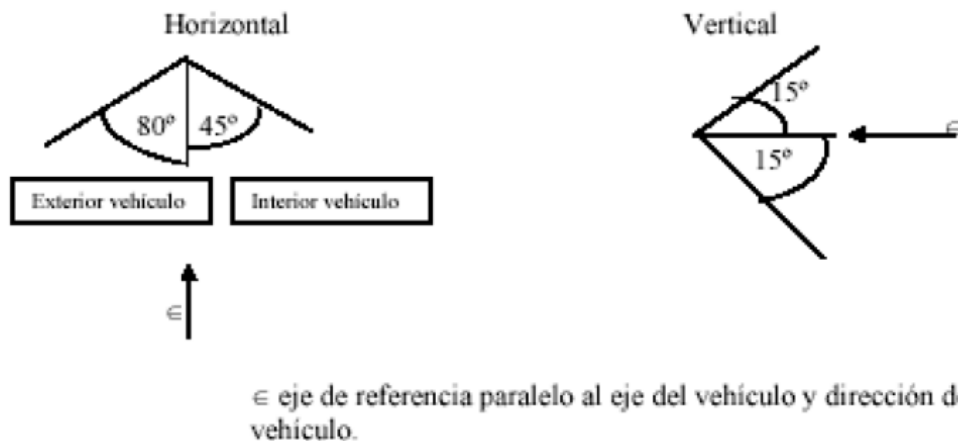 Horizontal
Vertical
80º 45º
15º
15º
Exterior vehículo
Interior vehículo
∈
∈
∈ eje de referencia paralelo al eje del vehículo y dirección de
vehículo.